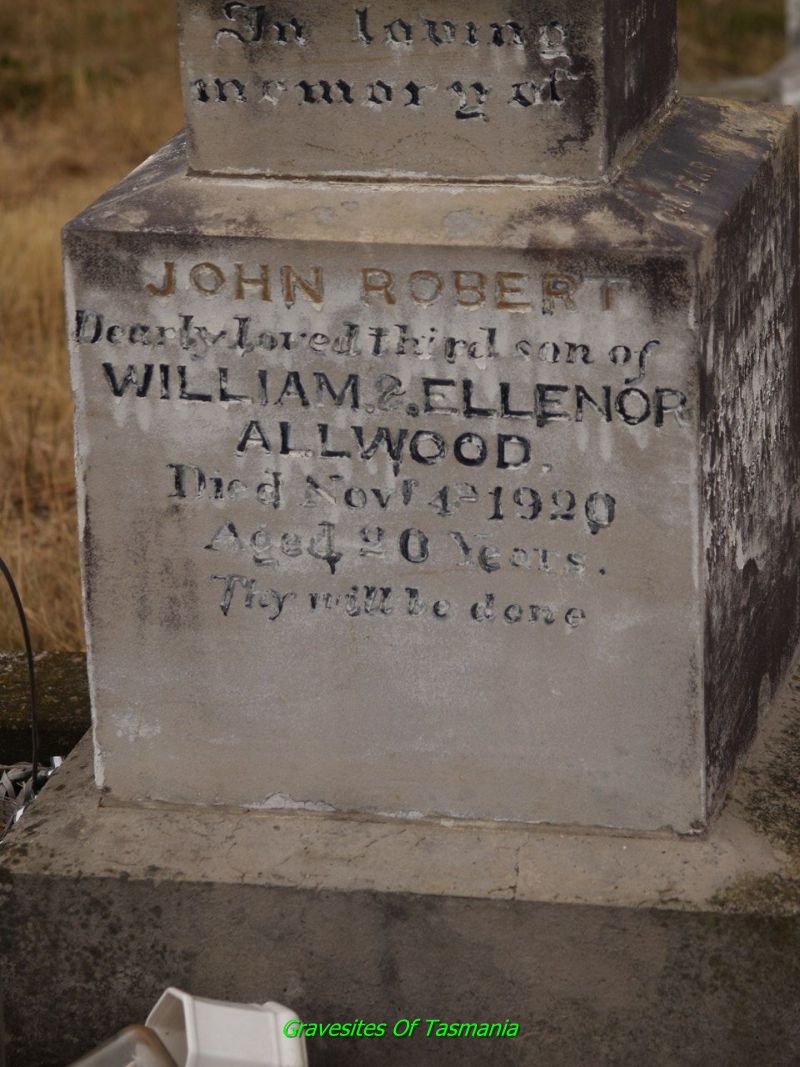 In loving
memory of
JOHN ROBERT
Dearly loved third son of
WILLIAM & ELLENOR
ALLWOOD.
Died Novr. 4th 1920
Aged 20 Years.
Thy will be done
Gravesites Of Tasmania